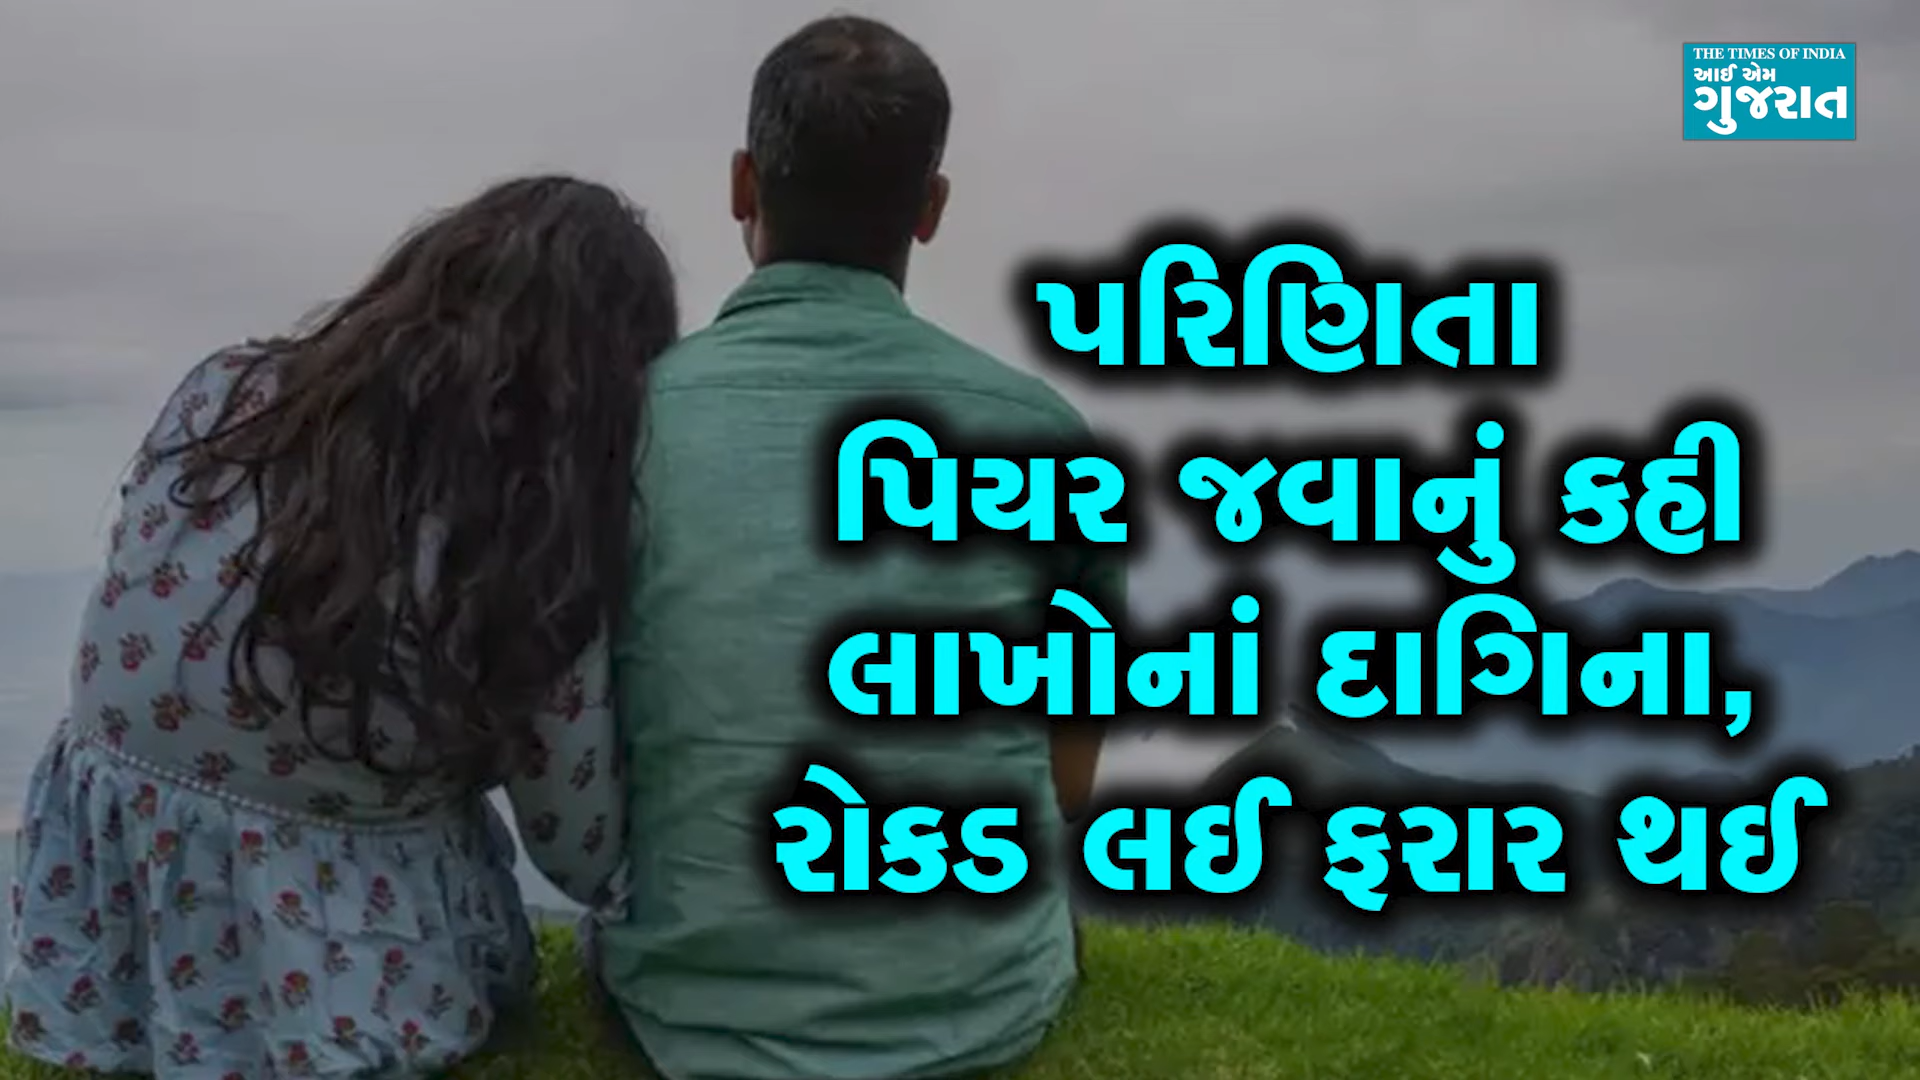 THE TIMES OF INDIA
આઈ એમ
ગુજરાત
પરિણિતા
પિયર જવાનું કહી
લાખોનાં દાગિના,
રોકડ લઈ ફરાર થઈ